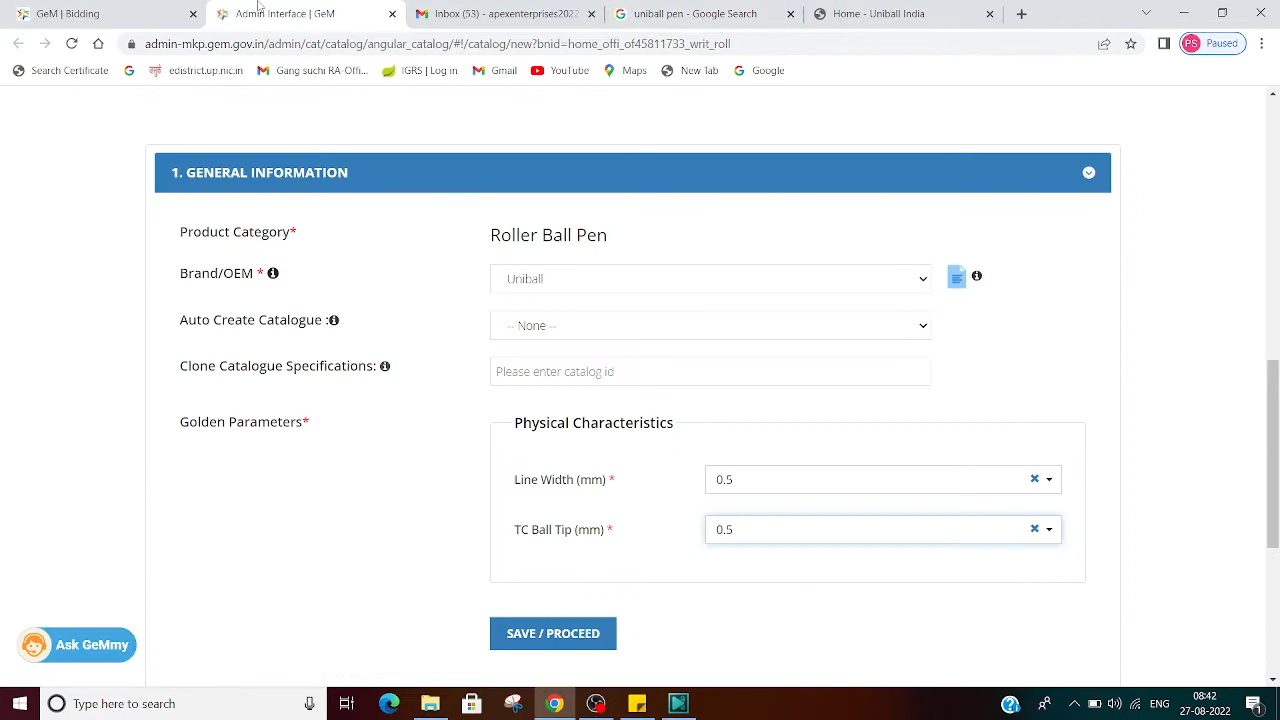 GeM | Bidding
Admin Interface | GeM
Inbox (53) - apexenterprises2022
uniball pen - Google Search
Home - Uniball India
admin-mkp.gem.gov.in/admin/cat/catalog/angular_catalog/#!/catalog/new?bnid=home_offi_of45811733_writ_roll
PS Paused
Search Certificate
edistrict.up.nic.in
Gang suchi RA-Offi...
IGRS | Log in
Gmail
YouTube
Maps
New Tab
Google
1. GENERAL INFORMATION
Product Category*
Roller Ball Pen
Brand/OEM *
Uniball
Auto Create Catalogue :
-- None --
Clone Catalogue Specifications:
Please enter catalog id
Golden Parameters*
Physical Characteristics
Line Width (mm) *
0.5
TC Ball Tip (mm) *
0.5
SAVE / PROCEED
Ask GeMmy
Type here to search
ENG
08:42
27-08-2022